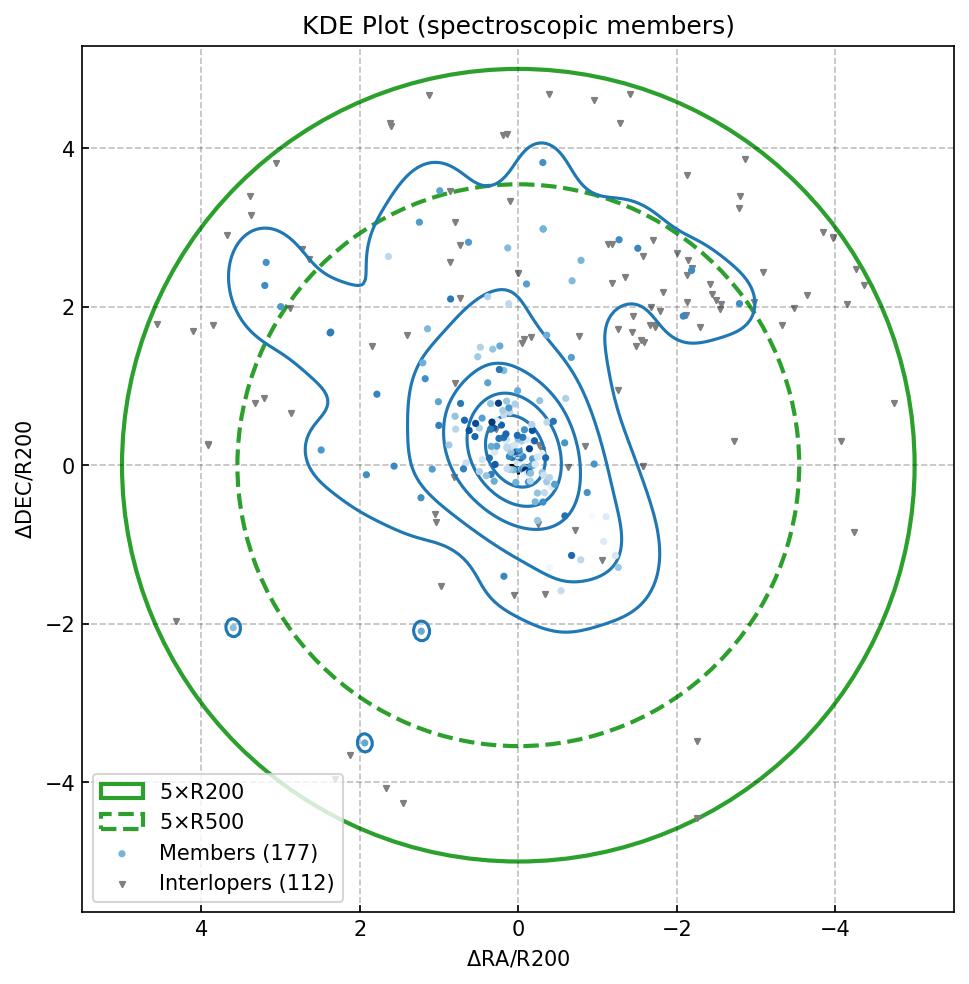 KDE Plot (spectroscopic members)
4
2
0
−2
−4
ΔDEC/R200
5×R200
5×R500
Members (177)
Interlopers (112)
4
2
0
−2
−4
ΔRA/R200